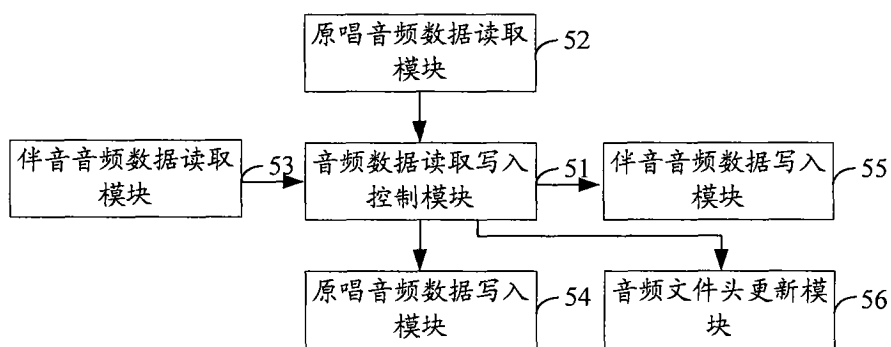 原唱音频数据读取
模块
52
伴音音频数据读取
模块
53
音频数据读取写入
控制模块
51
伴音音频数据写入
模块
55
原唱音频数据写入
模块
54
音频文件头更新模
块
56